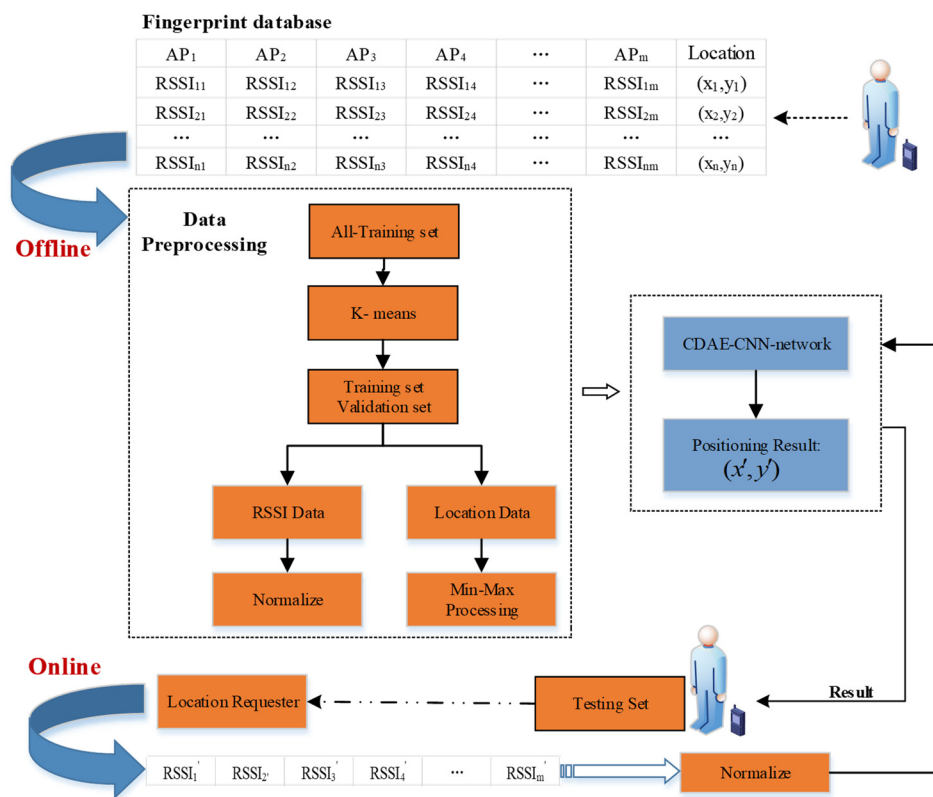 Fingerprint database
AP₁ AP₂ AP₃ AP₄ ... APₘ Location
RSSI₁₁ RSSI₁₂ RSSI₁₃ RSSI₁₄ ... RSSI₁ₘ (x₁,y₁)
RSSI₂₁ RSSI₂₂ RSSI₂₃ RSSI₂₄ ... RSSI₂ₘ (x₂,y₂)
... ... ... ... ... ... ...
RSSIₙ₁ RSSIₙ₂ RSSIₙ₃ RSSIₙ₄ ... RSSIₙₘ (xₙ,yₙ)
Offline
Data
Preprocessing
All-Training set
K- means
Training set
Validation set
RSSI Data
Location Data
Normalize
Min-Max
Processing
CDAE-CNN-network
Positioning Result:
(x′, y′)
Online
Location Requester
Testing Set
Result
RSSI₁' RSSI₂' RSSI₃' RSSI₄' ... RSSIₘ'
Normalize